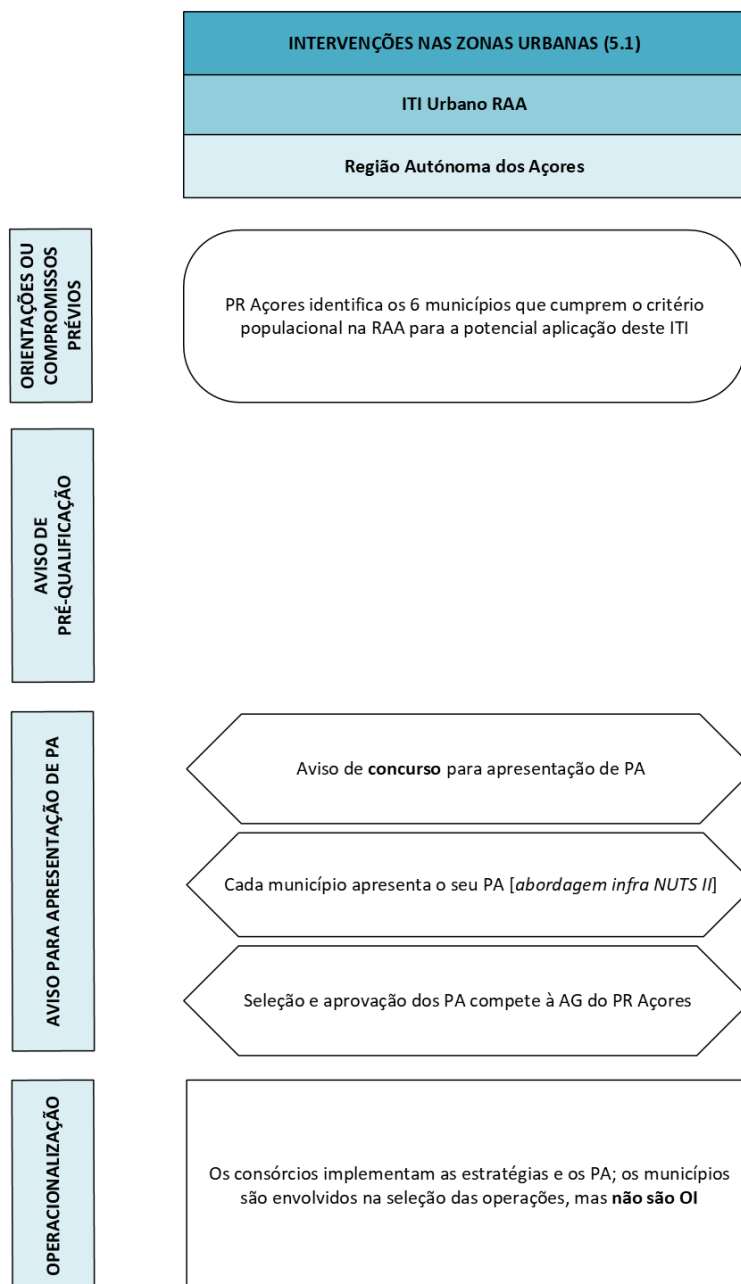 INTERVENÇÕES NAS ZONAS URBANAS (5.1)
ITI Urbano RAA
Região Autónoma dos Açores
ORIENTAÇÕES OU
COMPROMISSOS
PRÉVIOS
PR Açores identifica os 6 municípios que cumprem o critério
populacional na RAA para a potencial aplicação deste ITI
AVISO DE
PRÉ-QUALIFICAÇÃO
AVISO PARA APRESENTAÇÃO DE PA
Aviso de concurso para apresentação de PA
Cada município apresenta o seu PA [abordagem infra NUTS II]
Seleção e aprovação dos PA compete à AG do PR Açores
OPERACIONALIZAÇÃO
Os consórcios implementam as estratégias e os PA; os municípios
são envolvidos na seleção das operações, mas não são OI